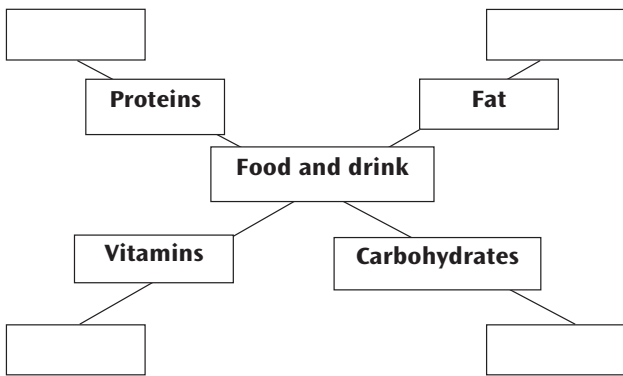 Proteins
Fat
Food and drink
Vitamins
Carbohydrates